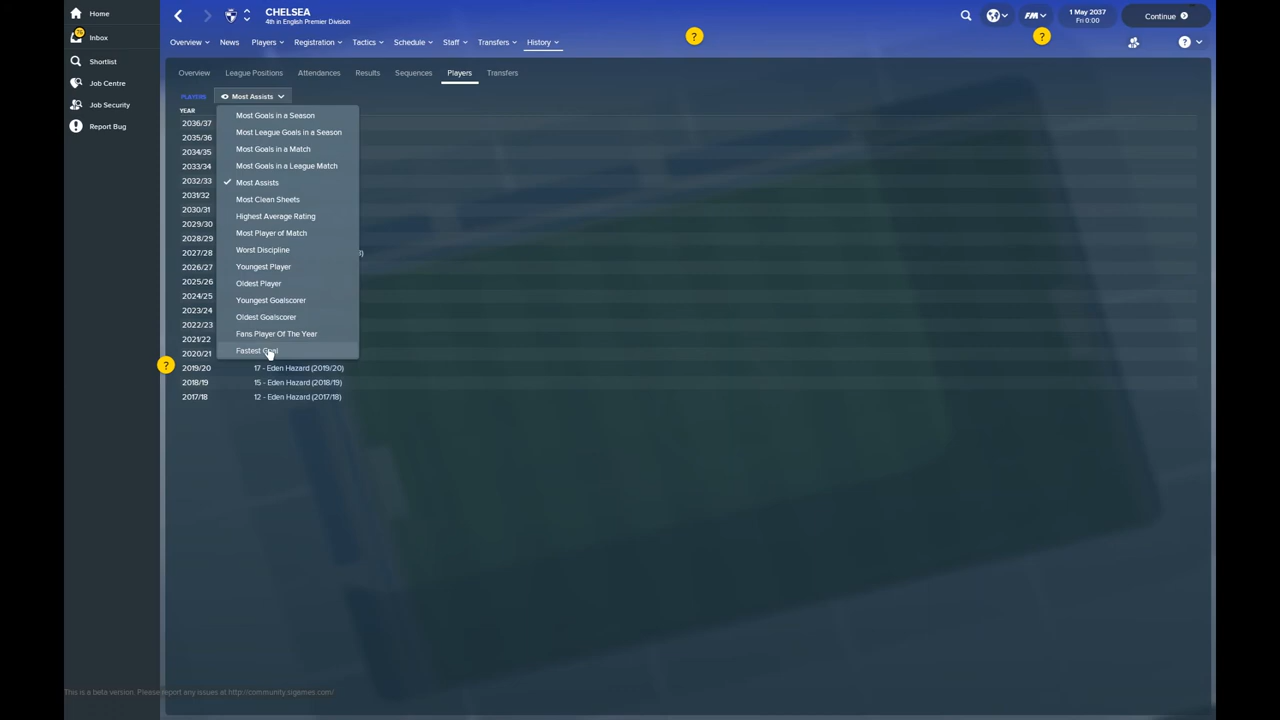 Home
Inbox
Shortlist
Job Centre
Job Security
Report Bug
CHELSEA
4th in English Premier Division
1 May 2037
Fri 0:00
FM
Continue
Overview
News
Players
Registration
Tactics
Schedule
Staff
Transfers
History
?
?
?
Overview
League Positions
Attendances
Results
Sequences
Players
Transfers
PLAYERS
Most Assists
YEAR
Most Goals in a Season
2036/37
Most League Goals in a Season
2035/36
Most Goals in a Match
2034/35
Most Goals in a League Match
2033/34
Most Assists
2032/33
Most Clean Sheets
2031/32
Highest Average Rating
2030/31
2029/30
Most Player of Match
2028/29
Worst Discipline
2027/28
Youngest Player
2026/27
Oldest Player
2025/26
Youngest Goalscorer
2024/25
Oldest Goalscorer
2023/24
2022/23
Fans Player Of The Year
2021/22
Fastest Goal
2020/21
?
2019/20 17 - Eden Hazard (2019/20)
2018/19 15 - Eden Hazard (2018/19)
2017/18 12 - Eden Hazard (2017/18)
This is a beta version. Please report any issues at http://community.sigames.com/